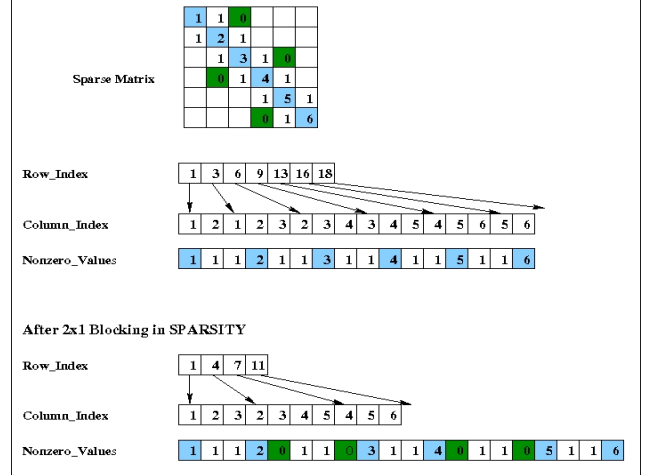 1 1 0
1 2 1
1 3 1 0
Sparse Matrix
0 1 4 1
1 5 1
0 1 6
Row_Index 1 3 6 9 13 16 18
Column_Index 1 2 1 2 3 2 3 4 3 4 5 4 5 6 5 6
Nonzero_Values 1 1 1 2 1 1 3 1 1 4 1 1 5 1 1 6
After 2x1 Blocking in SPARSITY
Row_Index 1 4 7 11
Column_Index 1 2 3 2 3 4 5 4 5 6
Nonzero_Values 1 1 1 2 0 1 1 0 3 1 1 4 0 1 1 0 5 1 1 6